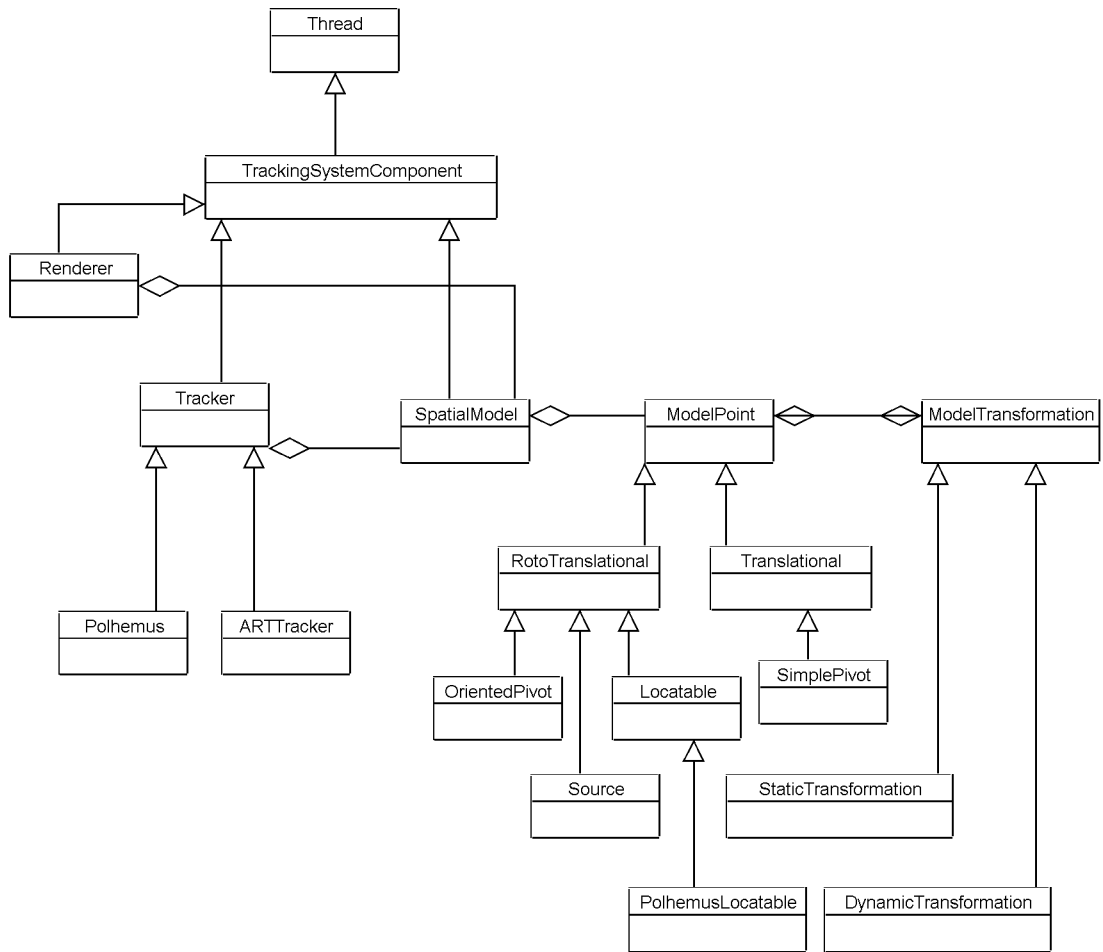 Thread
TrackingSystemComponent
Renderer
Tracker
SpatialModel
ModelPoint
ModelTransformation
RotoTranslational
Translational
Polhemus
ARTTracker
OrientedPivot
Locatable
SimplePivot
Source
StaticTransformation
PolhemusLocatable
DynamicTransformation